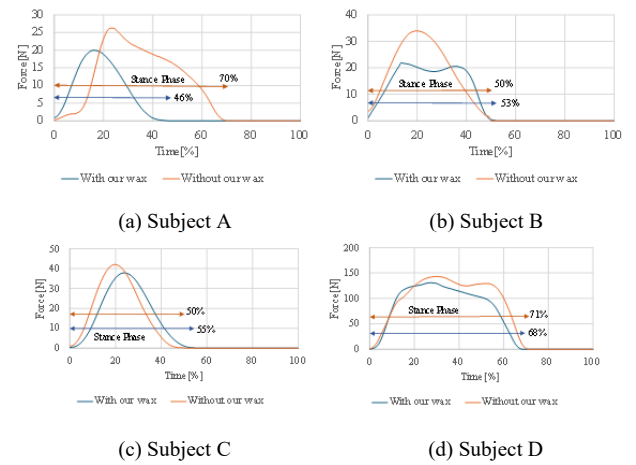 30
25
20
15
10
5
0
Force[N]
Stance Phase
70%
46%
0 20 40 60 80 100
Time[%]
With our wax Without our wax
(a) Subject A
40
30
20
10
0
Force[N]
Stance Phase
50%
53%
0 20 40 60 80 100
Time[%]
With our wax Without our wax
(b) Subject B
50
40
30
20
10
0
Force[N]
50%
55%
Stance Phase
0 20 40 60 80 100
Time[%]
With our wax Without our wax
(c) Subject C
200
150
100
50
0
Force[N]
Stance Phase
71%
68%
0 20 40 60 80 100
Time[%]
With our wax Without our wax
(d) Subject D